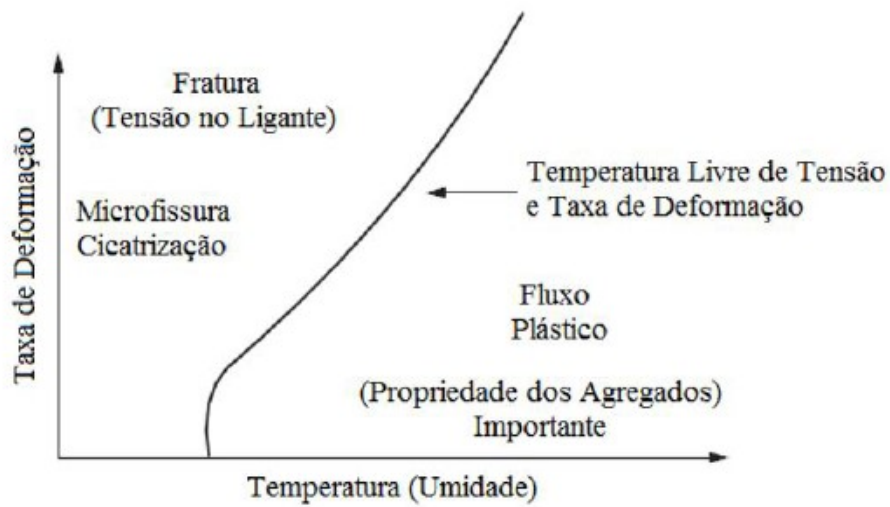 Fratura
(Tensão no Ligante)
Microfissura
Cicatrização
Temperatura Livre de Tensão
e Taxa de Deformação
Fluxo
Plástico
(Propriedade dos Agregados)
Importante
Taxa de Deformação
Temperatura (Umidade)